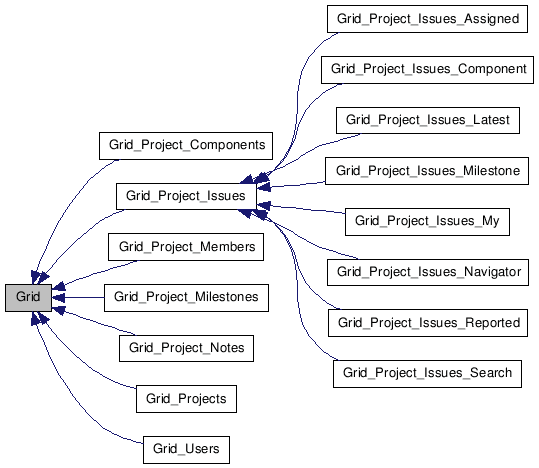 Grid
Grid_Project_Components
Grid_Project_Issues
Grid_Project_Members
Grid_Project_Milestones
Grid_Project_Notes
Grid_Projects
Grid_Users
Grid_Project_Issues_Assigned
Grid_Project_Issues_Component
Grid_Project_Issues_Latest
Grid_Project_Issues_Milestone
Grid_Project_Issues_My
Grid_Project_Issues_Navigator
Grid_Project_Issues_Reported
Grid_Project_Issues_Search